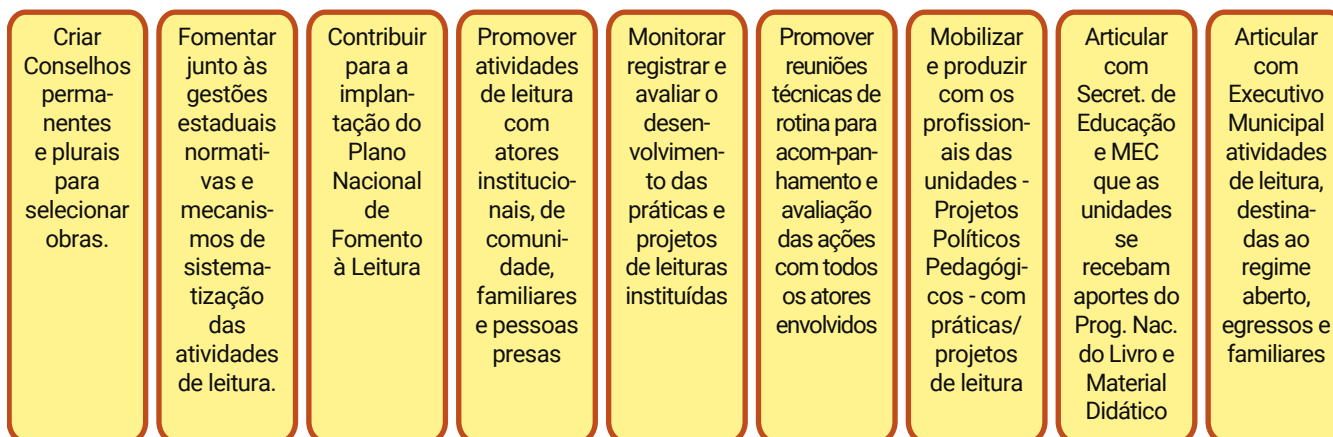 Criar
Conselhos
perma-
nentes
e plurais
para
selecionar
obras.
Fomentar
junto às
gestões
estaduais
normati-
vas e
mecanis-
mos de
sistema-
tização
das
atividades
de leitura.
Contribuir
para a
implan-
tação do
Plano
Nacional
de
Fomento
à Leitura
Promover
atividades
de leitura
com
atores
institucio-
nais, de
comuni-
dade,
familiares
e pessoas
presas
Monitorar
registrar e
avaliar o
desen-
volvimen-
to das
práticas e
projetos
de leituras
instituídas
Promover
reuniões
técnicas de
rotina para
acom-pan-
hamento e
avaliação
das ações
com todos
os atores
envolvidos
Mobilizar
e produzir
com os
profission-
ais das
unidades -
Projetos
Políticos
Pedagógi-
cos - com
práticas/
projetos
de leitura
Articular
com
Secret. de
Educação
e MEC
que as
unidades
se
recebam
aportes do
Prog. Nac.
do Livro e
Material
Didático
Articular
com
Executivo
Municipal
atividades
de leitura,
destina-
das ao
regime
aberto,
egressos e
familiares